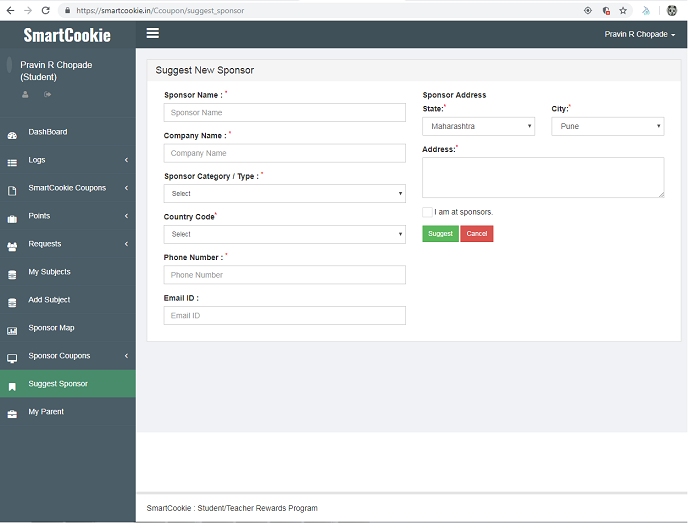 https://smartcookie.in/Ccoupon/suggest_sponsor
SmartCookie
Pravin R Chopade
Pravin R Chopade
(Student)
DashBoard
Logs
SmartCookie Coupons
Points
Requests
My Subjects
Add Subject
Sponsor Map
Sponsor Coupons
Suggest Sponsor
My Parent
Suggest New Sponsor
Sponsor Name : *
Sponsor Name
Company Name : *
Company Name
Sponsor Category / Type : *
Select
Country Code*
Select
Phone Number : *
Phone Number
Email ID :
Email ID
Sponsor Address
State:* City:*
Maharashtra Pune
Address:*
I am at sponsors.
Suggest Cancel
SmartCookie : Student/Teacher Rewards Program